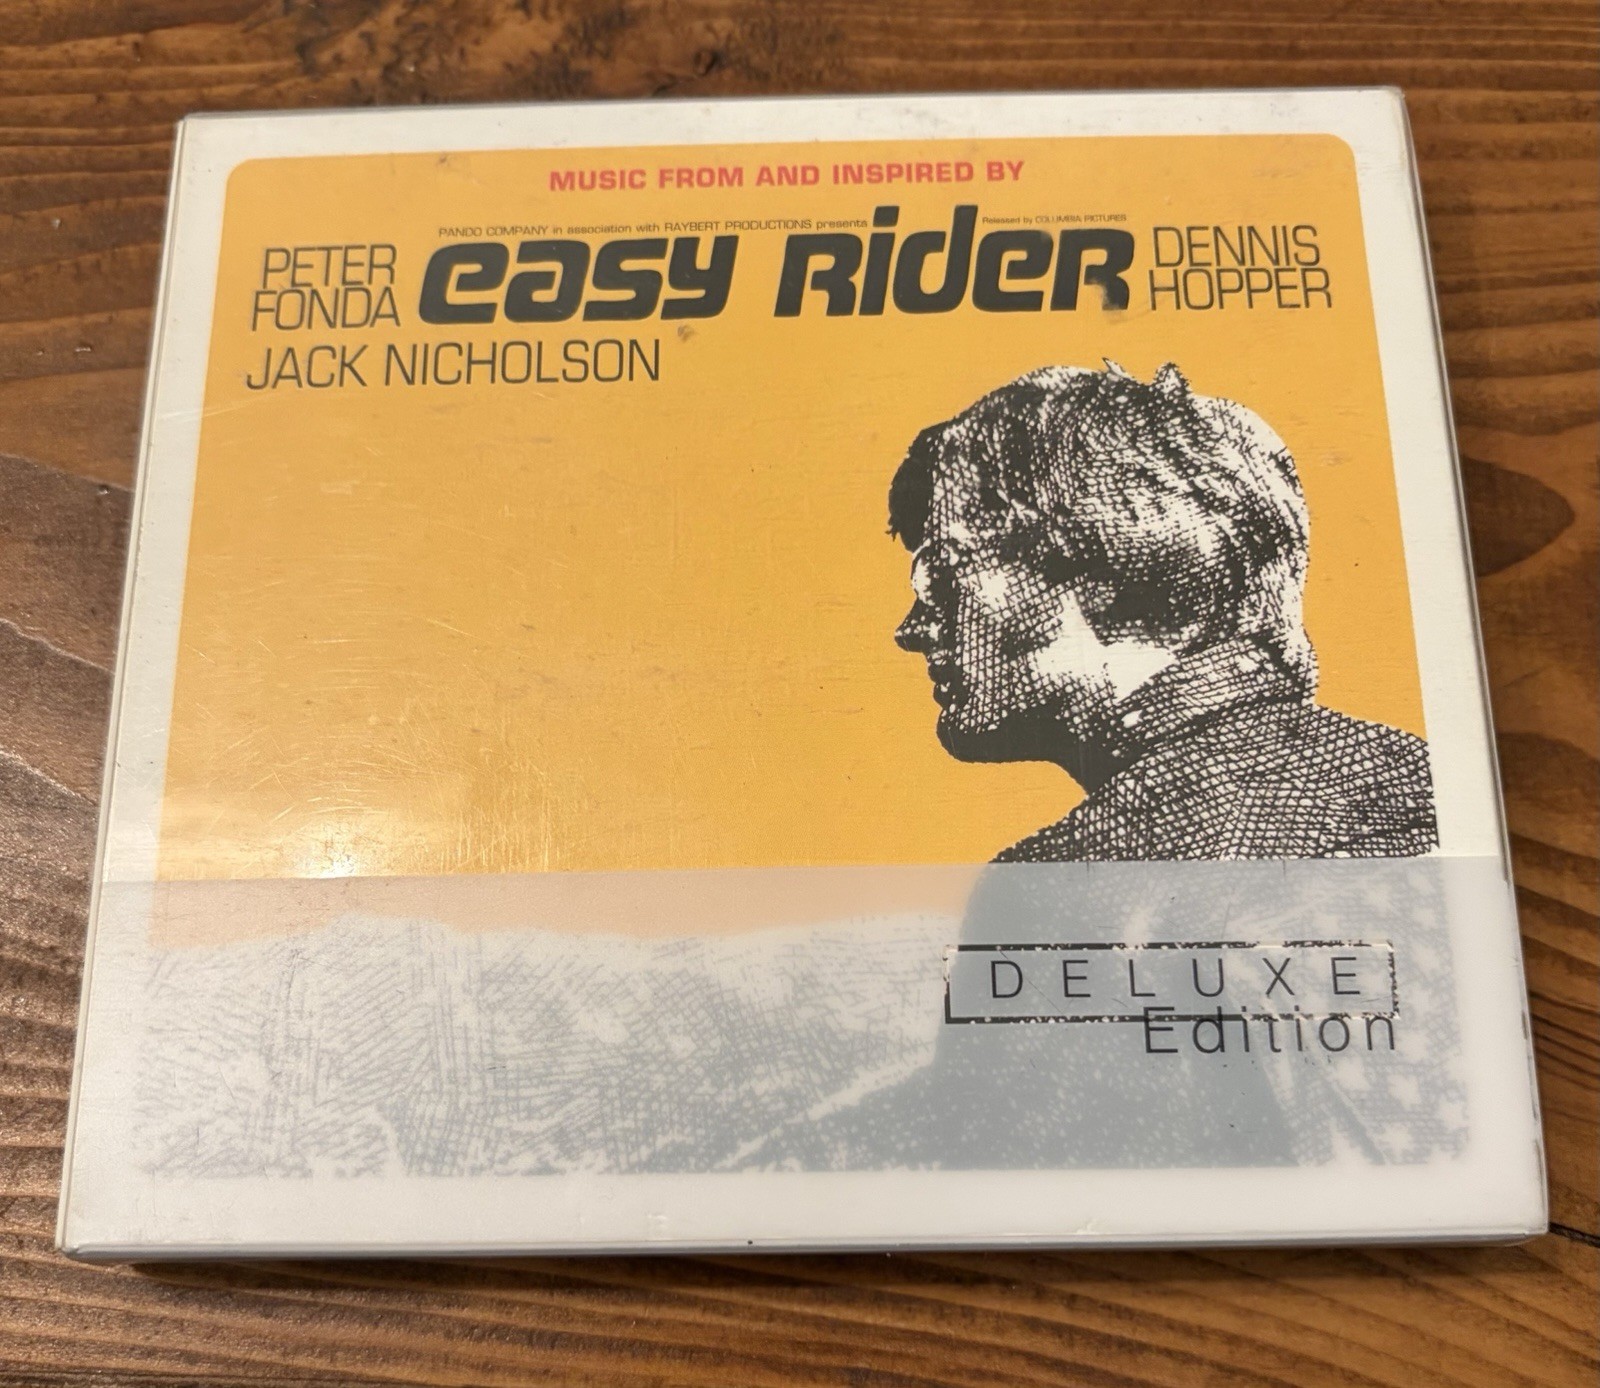 MUSIC FROM AND INSPIRED BY
PANDO COMPANY in association with RAYBERT PRODUCTIONS presents
Released by COLUMBIA PICTURES
PETER
FONDA
easy Rider
DENNIS
HOPPER
JACK NICHOLSON
DELUXE
Edition